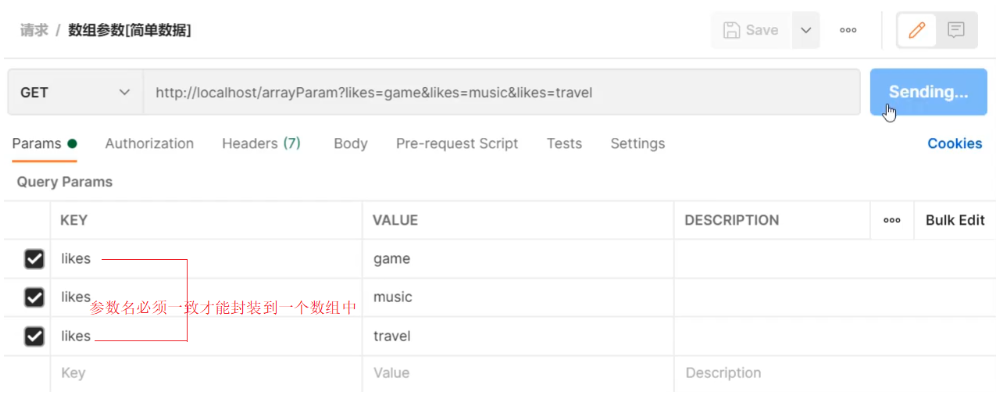 请求 / 数组参数[简单数据]
Save
GET
http://localhost/arrayParam?likes=game&likes=music&likes=travel
Sending...
Params Authorization Headers (7) Body Pre-request Script Tests Settings Cookies
Query Params
KEY VALUE DESCRIPTION Bulk Edit
likes game
likes music
参数名必须一致才能封装到一个数组中
likes travel
Key Value Description